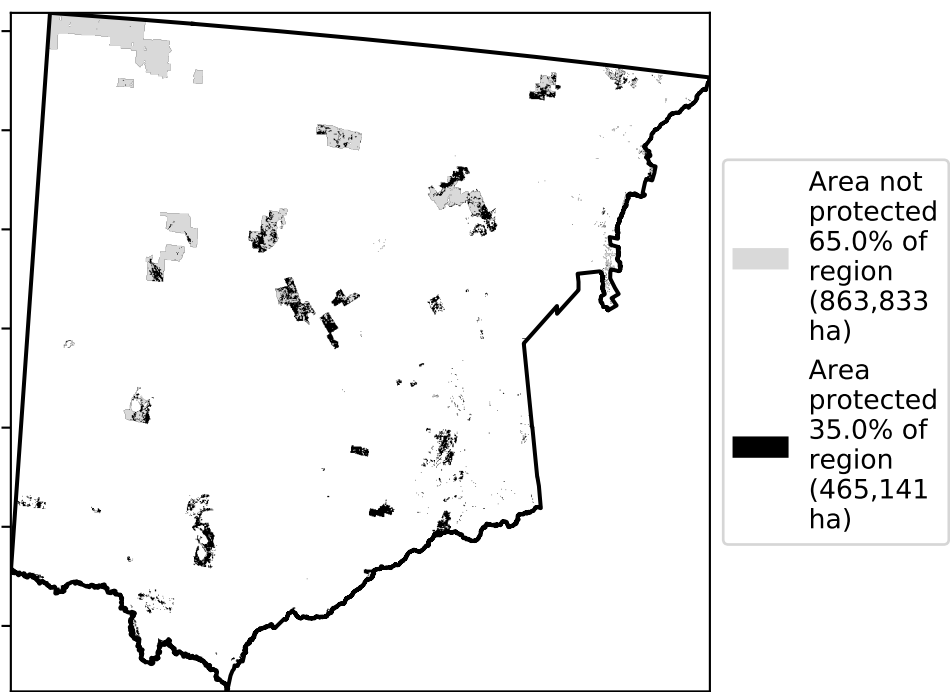 Area not
protected
65.0% of
region
(863,833
ha)
Area
protected
35.0% of
region
(465,141
ha)